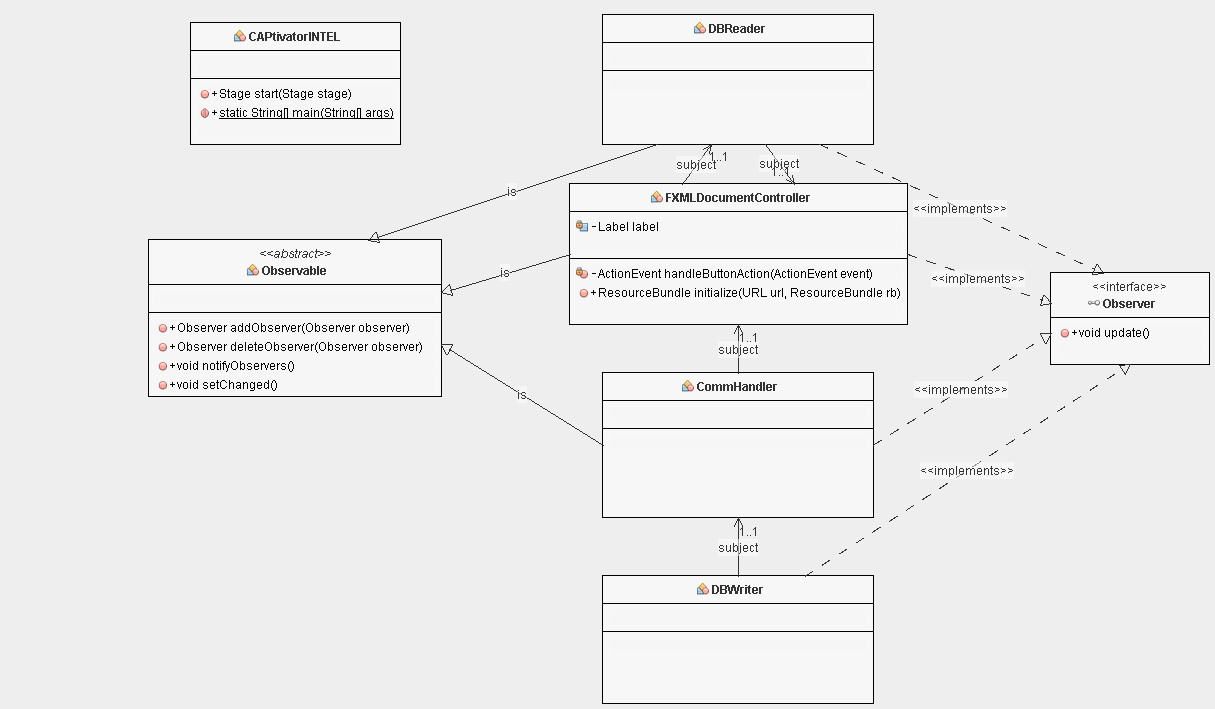 CAPtivatorINTEL
+Stage start(Stage stage)
+static String[] main(String[] args)
DBReader
subject
1..1
subject
1..1
is
<<implements>>
FXMLDocumentController
-Label label
-ActionEvent handleButtonAction(ActionEvent event)
+ResourceBundle initialize(URL url, ResourceBundle rb)
<<abstract>>
Observable
+Observer addObserver(Observer observer)
+Observer deleteObserver(Observer observer)
+void notifyObservers()
+void setChanged()
is
<<implements>>
<<interface>>
Observer
+void update()
1..1
subject
CommHandler
is
<<implements>>
<<implements>>
1..1
subject
DBWriter